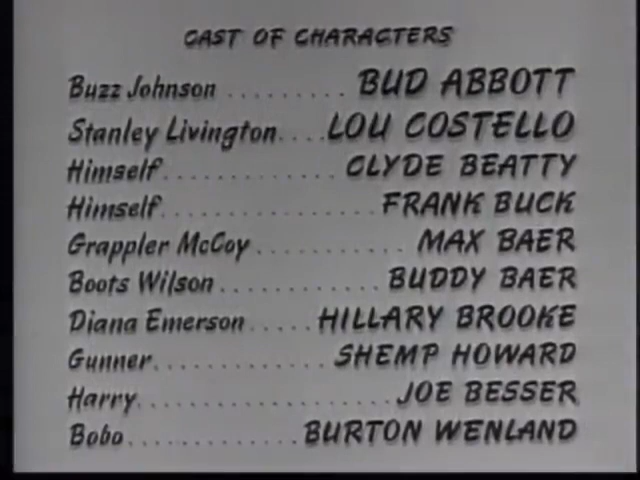 CAST OF CHARACTERS
Buzz Johnson ......... BUD ABBOTT
Stanley Livington....LOU COSTELLO
Himself............. CLYDE BEATTY
Himself................FRANK BUCK
Grappler McCoy........... MAX BAER
Boots Wilson............ BUDDY BAER
Diana Emerson.....HILLARY BROOKE
Gunner............. SHEMP HOWARD
Harry................... JOE BESSER
Bobo.............BURTON WENLAND